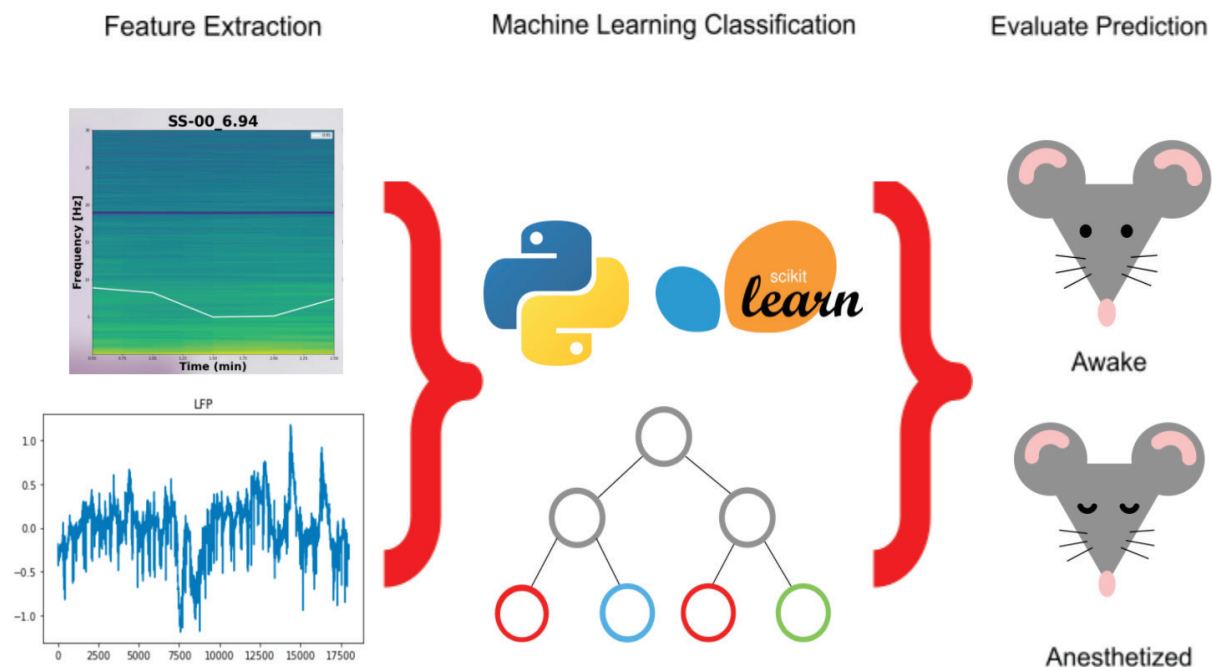 Feature Extraction
Machine Learning Classification
Evaluate Prediction
SS-00_6.94
Frequency [Hz]
Time (min)
LFP
1.0
0.5
0.0
−0.5
−1.0
0 2500 5000 7500 10000 12500 15000 17500
scikit
learn
Awake
Anesthetized